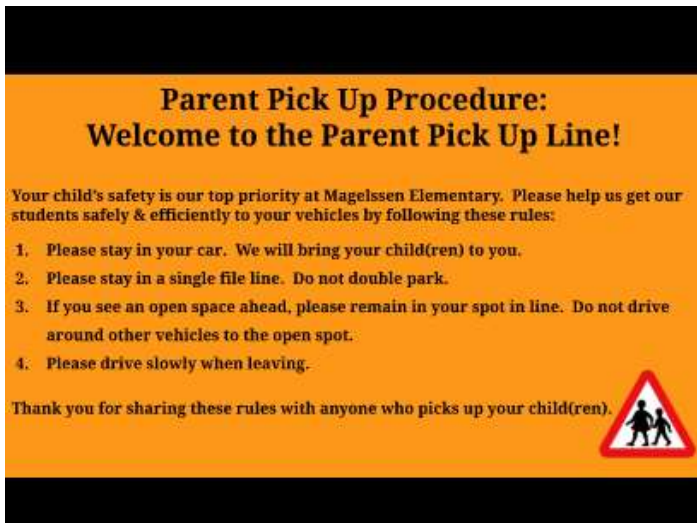 Parent Pick Up Procedure:
Welcome to the Parent Pick Up Line!
Your child's safety is our top priority at Magelssen Elementary. Please help us get our
students safely & efficiently to your vehicles by following these rules:
1. Please stay in your car. We will bring your child(ren) to you.
2. Please stay in a single file line. Do not double park.
3. If you see an open space ahead, please remain in your spot in line. Do not drive
around other vehicles to the open spot.
4. Please drive slowly when leaving.
Thank you for sharing these rules with anyone who picks up your child(ren).